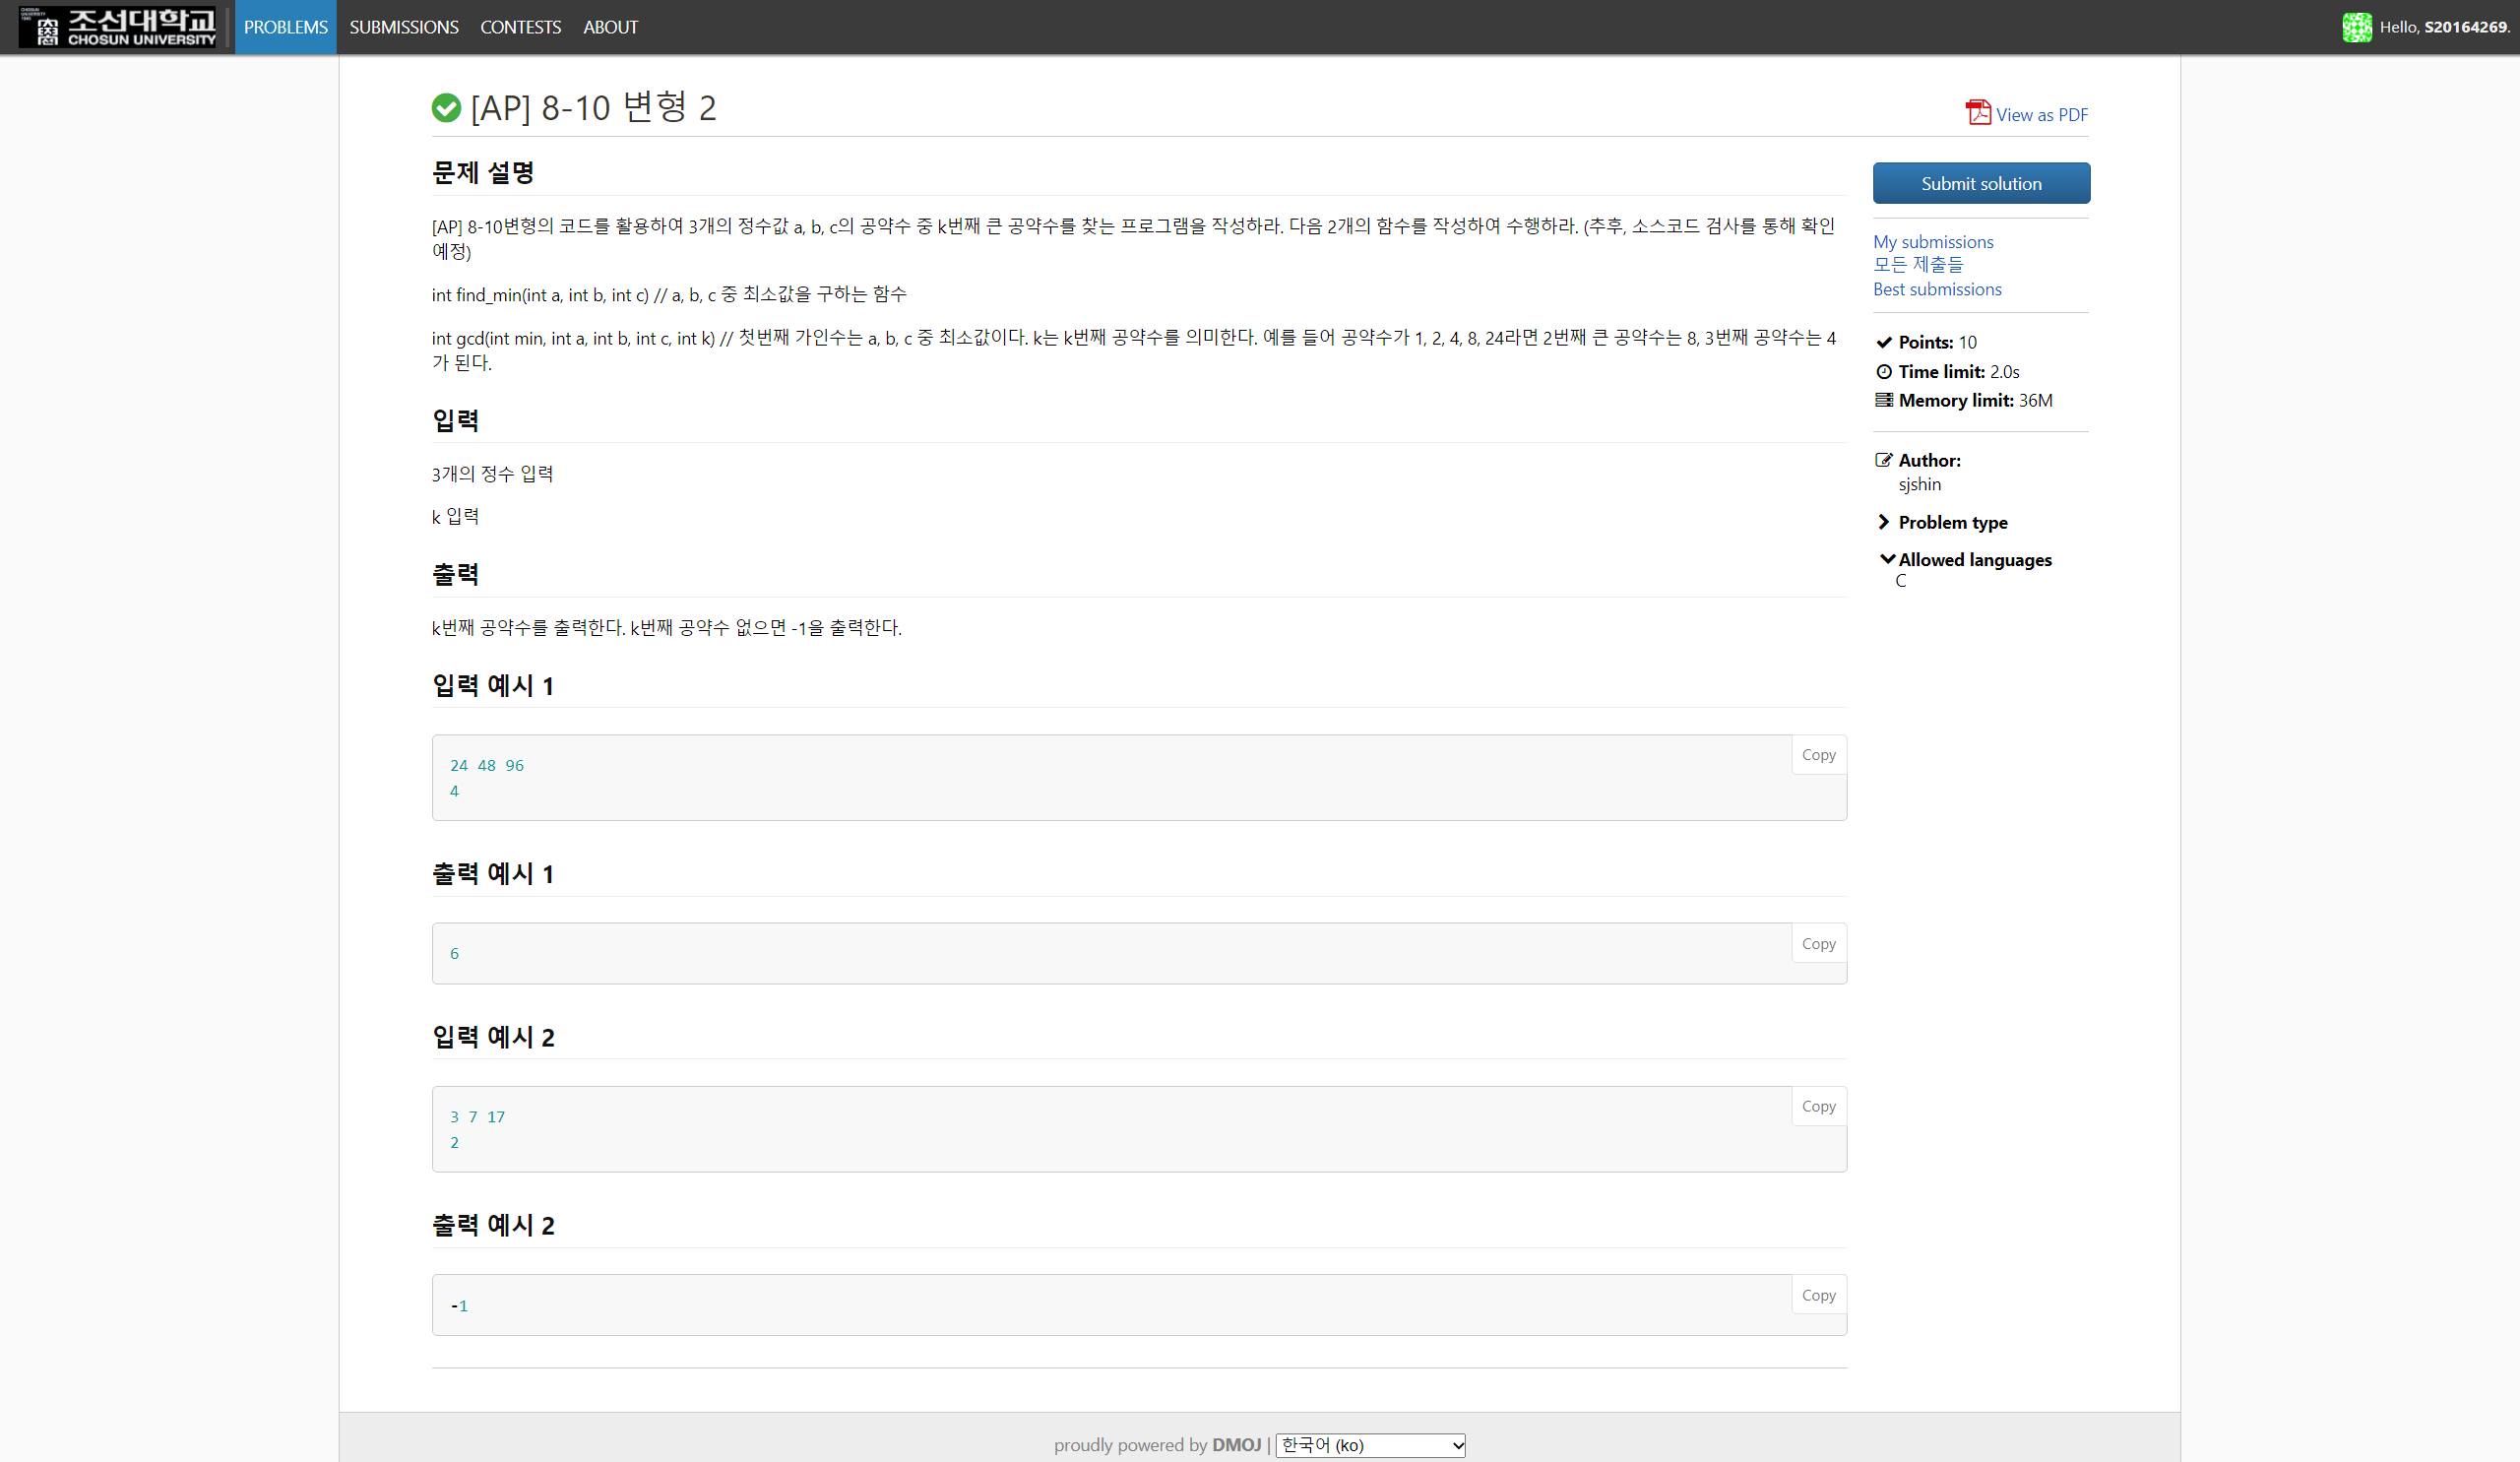 조선대학교
CHOSUN UNIVERSITY
PROBLEMS SUBMISSIONS CONTESTS ABOUT
Hello, S20164269.
[AP] 8-10 변형 2
View as PDF
문제 설명
[AP] 8-10변형의 코드를 활용하여 3개의 정수값 a, b, c의 공약수 중 k번째 큰 공약수를 찾는 프로그램을 작성하라. 다음 2개의 함수를 작성하여 수행하라. (추후, 소스코드 검사를 통해 확인
예정)
int find_min(int a, int b, int c) // a, b, c 중 최소값을 구하는 함수
int gcd(int min, int a, int b, int c, int k) // 첫번째 가인수는 a, b, c 중 최소값이다. k는 k번째 공약수를 의미한다. 예를 들어 공약수가 1, 2, 4, 8, 24라면 2번째 큰 공약수는 8, 3번째 공약수는 4
가 된다.
입력
3개의 정수 입력
k 입력
출력
k번째 공약수를 출력한다. k번째 공약수 없으면 -1을 출력한다.
입력 예시 1
Copy
24 48 96
4
출력 예시 1
Copy
6
입력 예시 2
Copy
3 7 17
2
출력 예시 2
Copy
-1
Submit solution
My submissions
모든 제출들
Best submissions
Points: 10
Time limit: 2.0s
Memory limit: 36M
Author:
sjshin
Problem type
Allowed languages
C
proudly powered by DMOJ | 한국어 (ko)